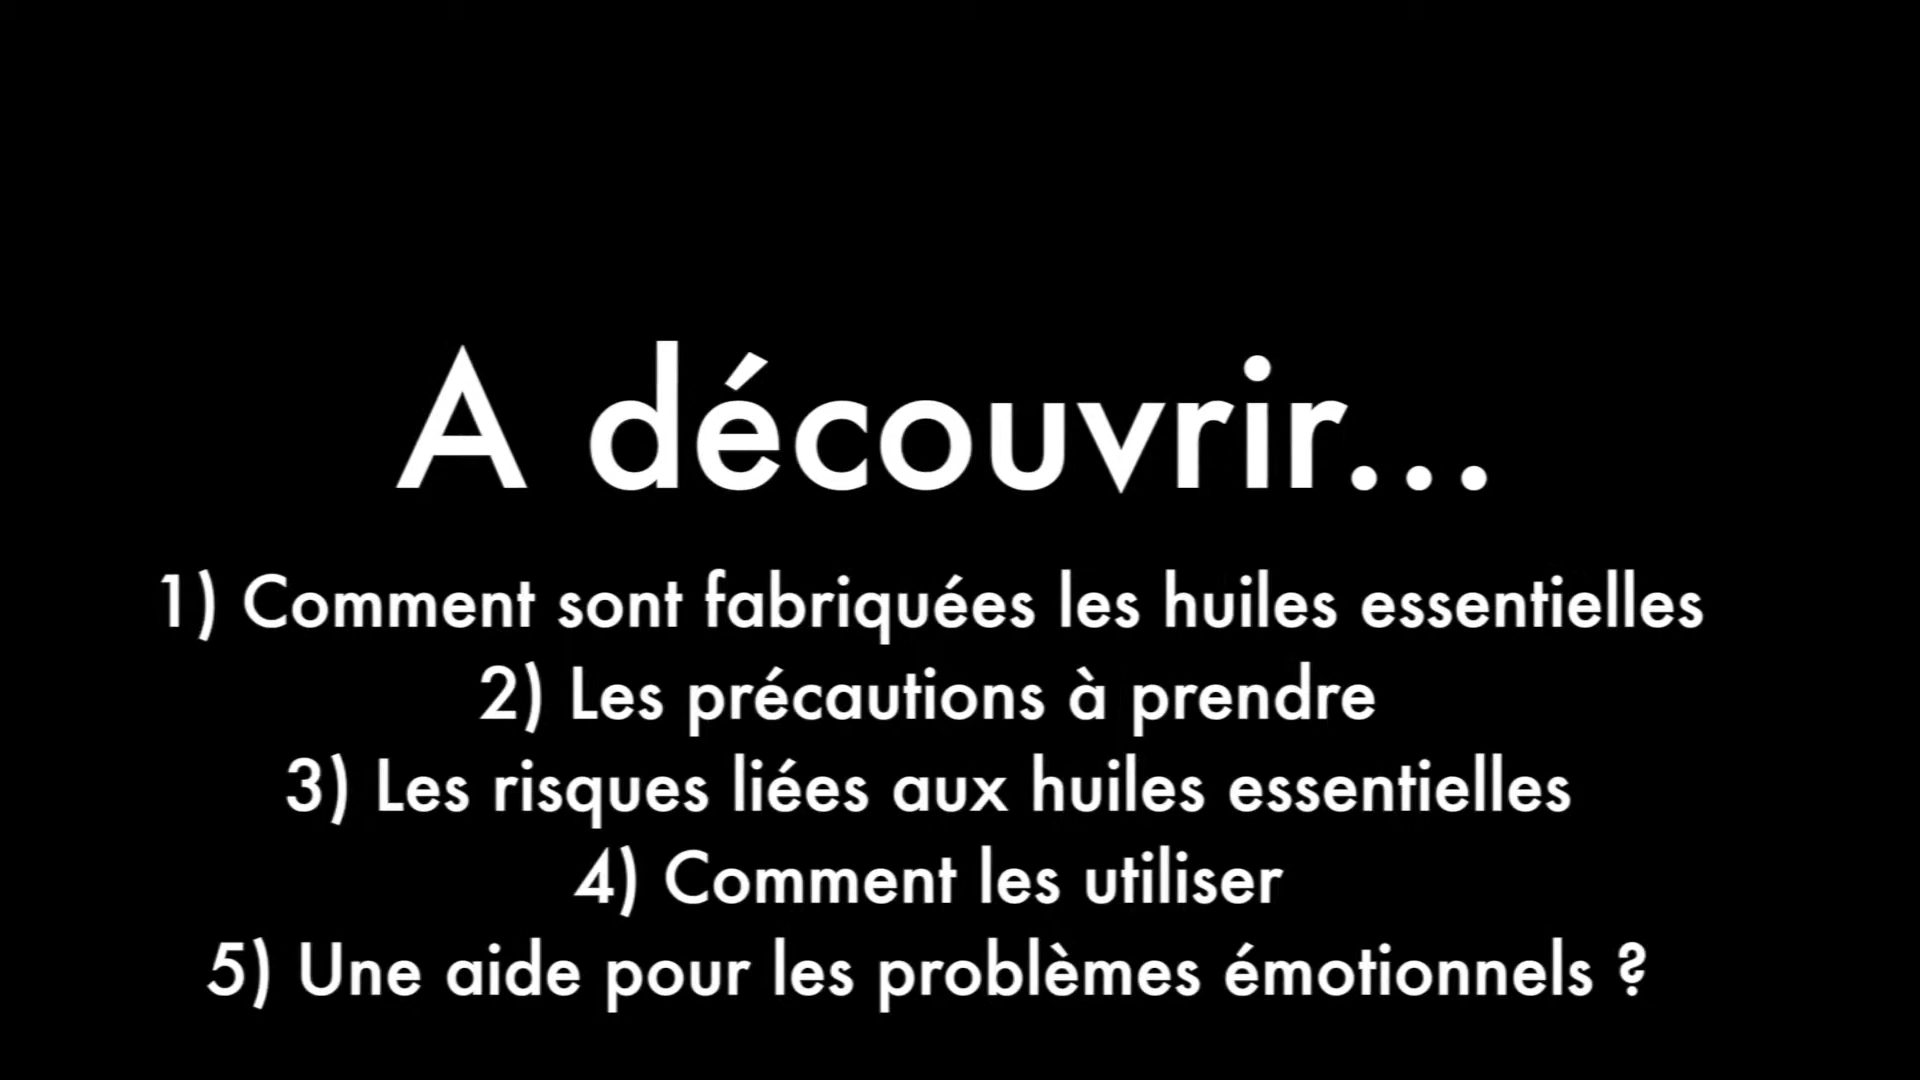 A découvrir...
1) Comment sont fabriquées les huiles essentielles
2) Les précautions à prendre
3) Les risques liées aux huiles essentielles
4) Comment les utiliser
5) Une aide pour les problèmes émotionnels ?